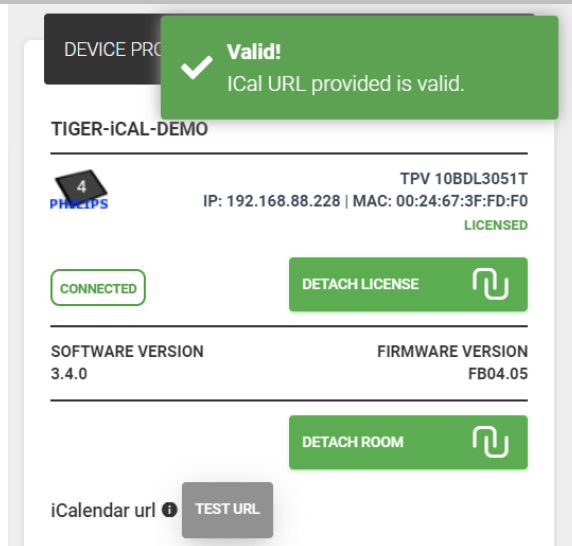 DEVICE PRO
Valid!
ICal URL provided is valid.
TIGER-iCAL-DEMO
4
PHILIPS
TPV 10BDL3051T
IP: 192.168.88.228 | MAC: 00:24:67:3F:FD:F0
LICENSED
CONNECTED
DETACH LICENSE
SOFTWARE VERSION
3.4.0
FIRMWARE VERSION
FB04.05
DETACH ROOM
iCalendar url
TEST URL